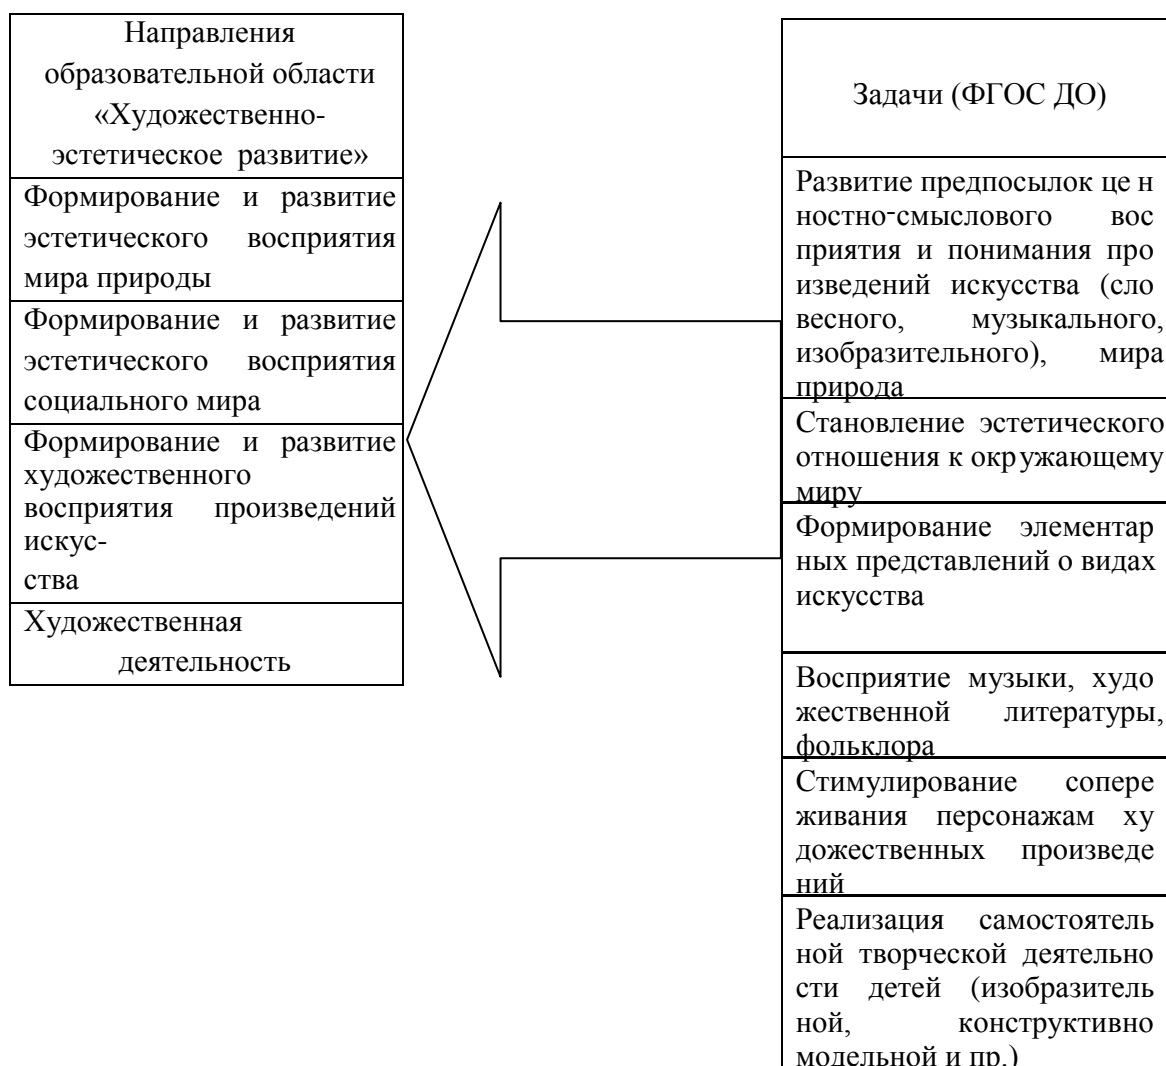 Направления
образовательной области
«Художественно-
эстетическое развитие»
Формирование и развитие
эстетического восприятия
мира природы
Формирование и развитие
эстетического восприятия
социального мира
Формирование и развитие
художественного
восприятия произведений
искус-
ства
Художественная
деятельность
Задачи (ФГОС ДО)
Развитие предпосылок це н
ностно-смыслового вос
приятия и понимания про
изведений искусства (сло
весного, музыкального,
изобразительного), мира
природа
Становление эстетического
отношения к окружающему
миру
Формирование элементар
ных представлений о видах
искусства
Восприятие музыки, худо
жественной литературы,
фольклора
Стимулирование сопере
живания персонажам ху
дожественных произведе
ний
Реализация самостоятель
ной творческой деятельно
сти детей (изобразитель
ной, конструктивно
модельной и пр.)